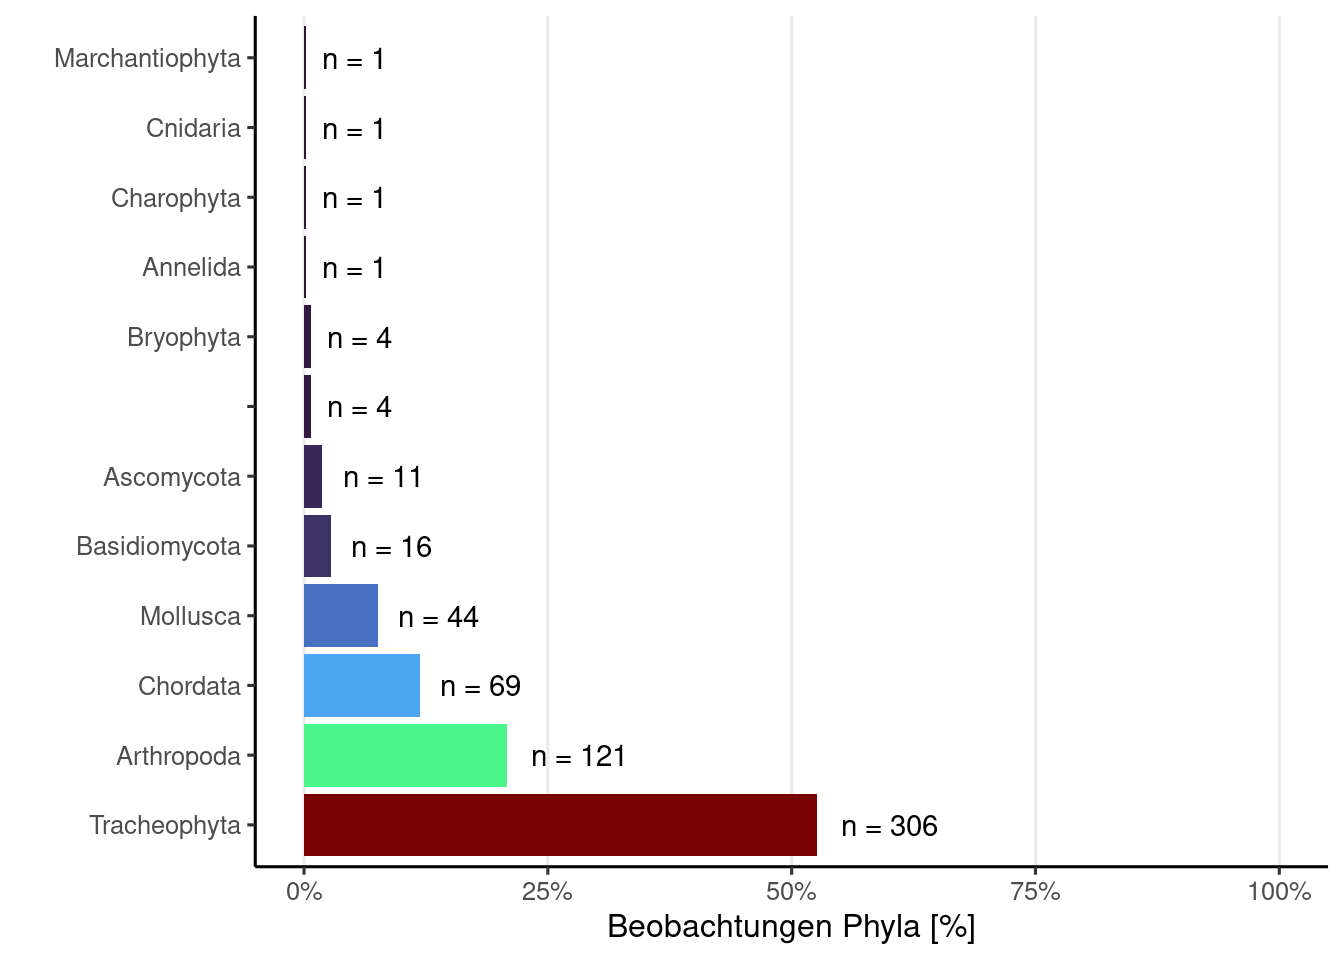 Marchantiophyta n = 1
Cnidaria n = 1
Charophyta n = 1
Annelida n = 1
Bryophyta n = 4
n = 4
Ascomycota n = 11
Basidiomycota n = 16
Mollusca n = 44
Chordata n = 69
Arthropoda n = 121
Tracheophyta n = 306
0% 25% 50% 75% 100%
Beobachtungen Phyla [%]